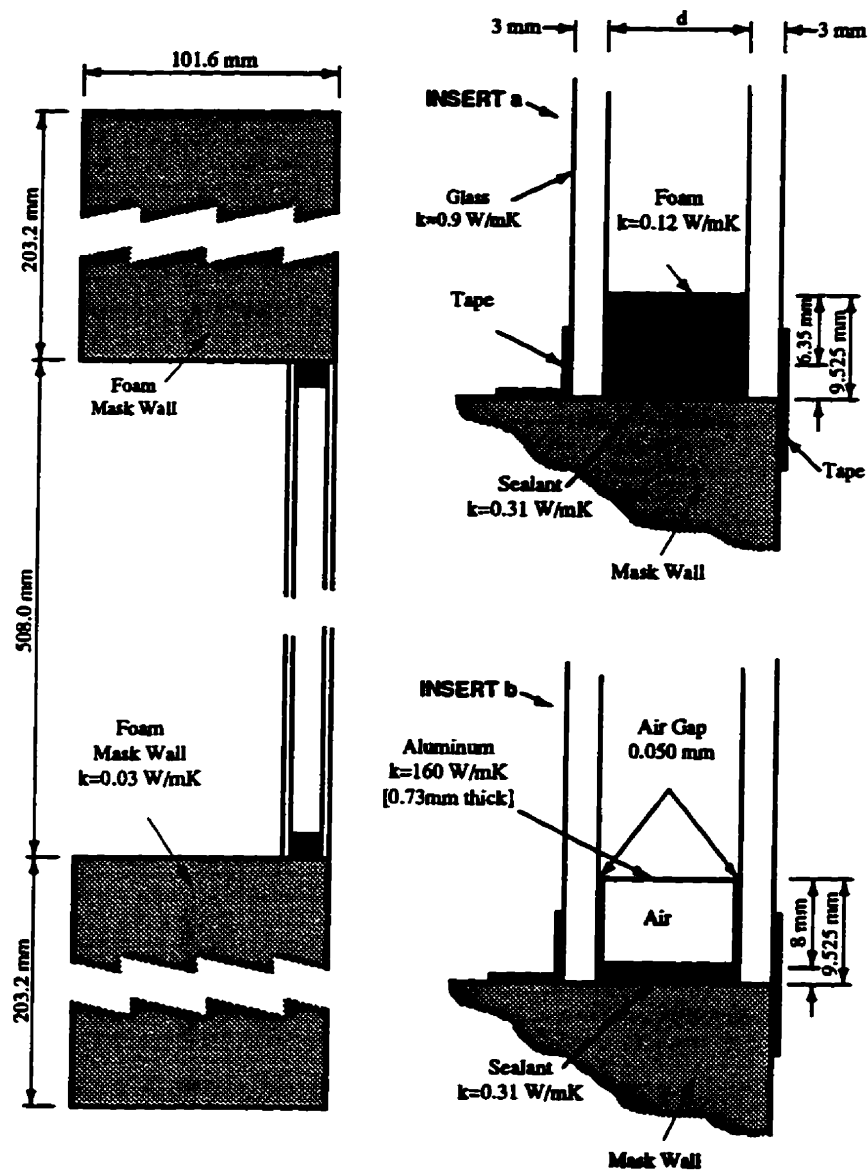 101.6 mm
203.2 mm
Foam
Mask Wall
508.0 mm
Foam
Mask Wall
k=0.03 W/mK
203.2 mm
3 mm
d
3 mm
INSERT a
Glass
k=0.9 W/mK
Foam
k=0.12 W/mK
Tape
6.35 mm
9.525 mm
Sealant
k=0.31 W/mK
Tape
Mask Wall
INSERT b
Aluminum
k=160 W/mK
[0.73mm thick]
Air Gap
0.050 mm
Air
8 mm
9.525 mm
Sealant
k=0.31 W/mK
Mask Wall